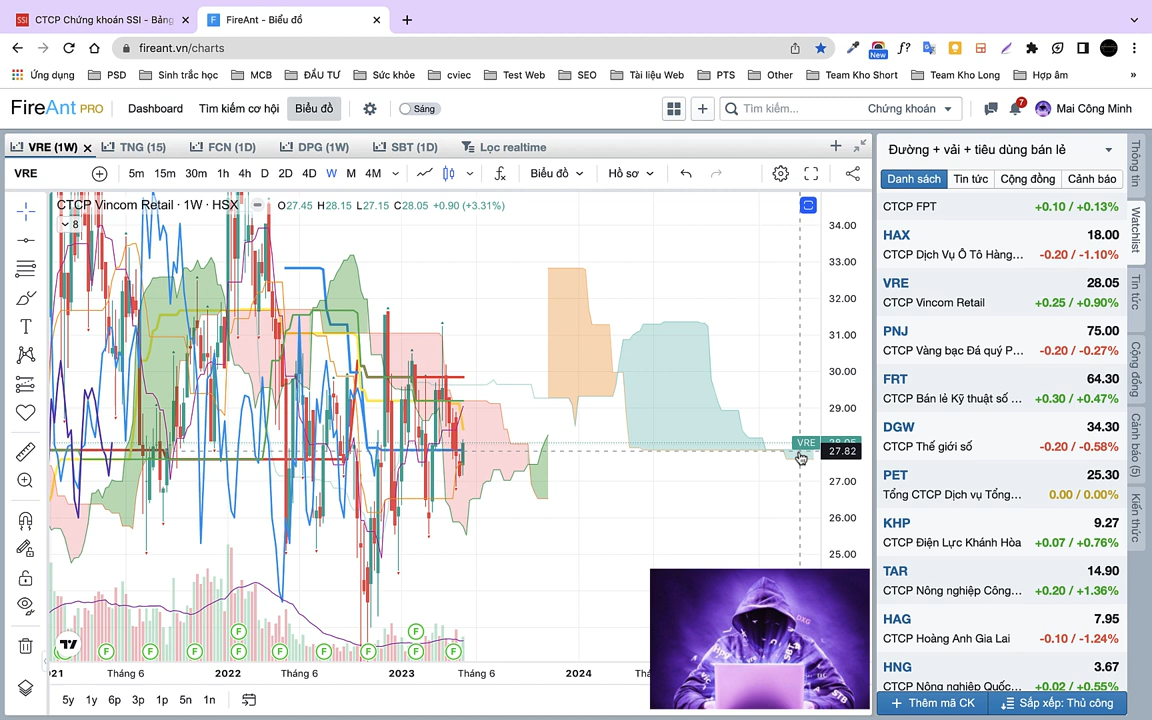 CTCP Chứng khoán SSI - Bảng
FireAnt - Biểu đồ
fireant.vn/charts
New
Ứng dụng PSD Sinh trắc học MCB ĐẦU TƯ Sức khỏe cviec Test Web SEO Tài liệu Web PTS Other Team Kho Short Team Kho Long Hợp âm »
FireAnt PRO Dashboard Tìm kiếm cơ hội Biểu đồ Sáng Tìm kiếm... Chứng khoán 7 Mai Công Minh
VRE (1W) TNG (15) FCN (1D) DPG (1W) SBT (1D) Lọc realtime
VRE 5m 15m 30m 1h 4h D 2D 4D W M 4M Biểu đồ Hồ sơ
CTCP Vincom Retail · 1W · HSX O27.45 H28.15 L27.15 C28.05 +0.90 (+3.31%)
8
34.00
33.00
32.00
31.00
30.00
29.00
VRE 28.05
27.82
27.00
26.00
25.00
F F F F F F F F F F F
Tháng 6 2022 Tháng 6 2023 Tháng 6 2024
5y 1y 6p 3p 1p 5n 1n
Đường + vải + tiêu dùng bán lẻ
Danh sách Tin tức Cộng đồng Cảnh báo
CTCP FPT +0.10 / +0.13%
HAX 18.00
CTCP Dịch Vụ Ô Tô Hàng... -0.20 / -1.10%
VRE 28.05
CTCP Vincom Retail +0.25 / +0.90%
PNJ 75.00
CTCP Vàng bạc Đá quý P... -0.20 / -0.27%
FRT 64.30
CTCP Bán lẻ Kỹ thuật số ... +0.30 / +0.47%
DGW 34.30
CTCP Thế giới số -0.20 / -0.58%
PET 25.30
Tổng CTCP Dịch vụ Tổng... 0.00 / 0.00%
KHP 9.27
CTCP Điện Lực Khánh Hòa +0.07 / +0.76%
TAR 14.90
CTCP Nông nghiệp Công... +0.20 / +1.36%
HAG 7.95
CTCP Hoàng Anh Gia Lai -0.10 / -1.24%
HNG 3.67
CTCP Nông nghiệp Quốc... +0.02 / +0.55%
Thêm mã CK Sắp xếp: Thủ công
Thông tin
Watchlist
Tin tức
Cộng đồng
Cảnh báo (5)
Kiến thức